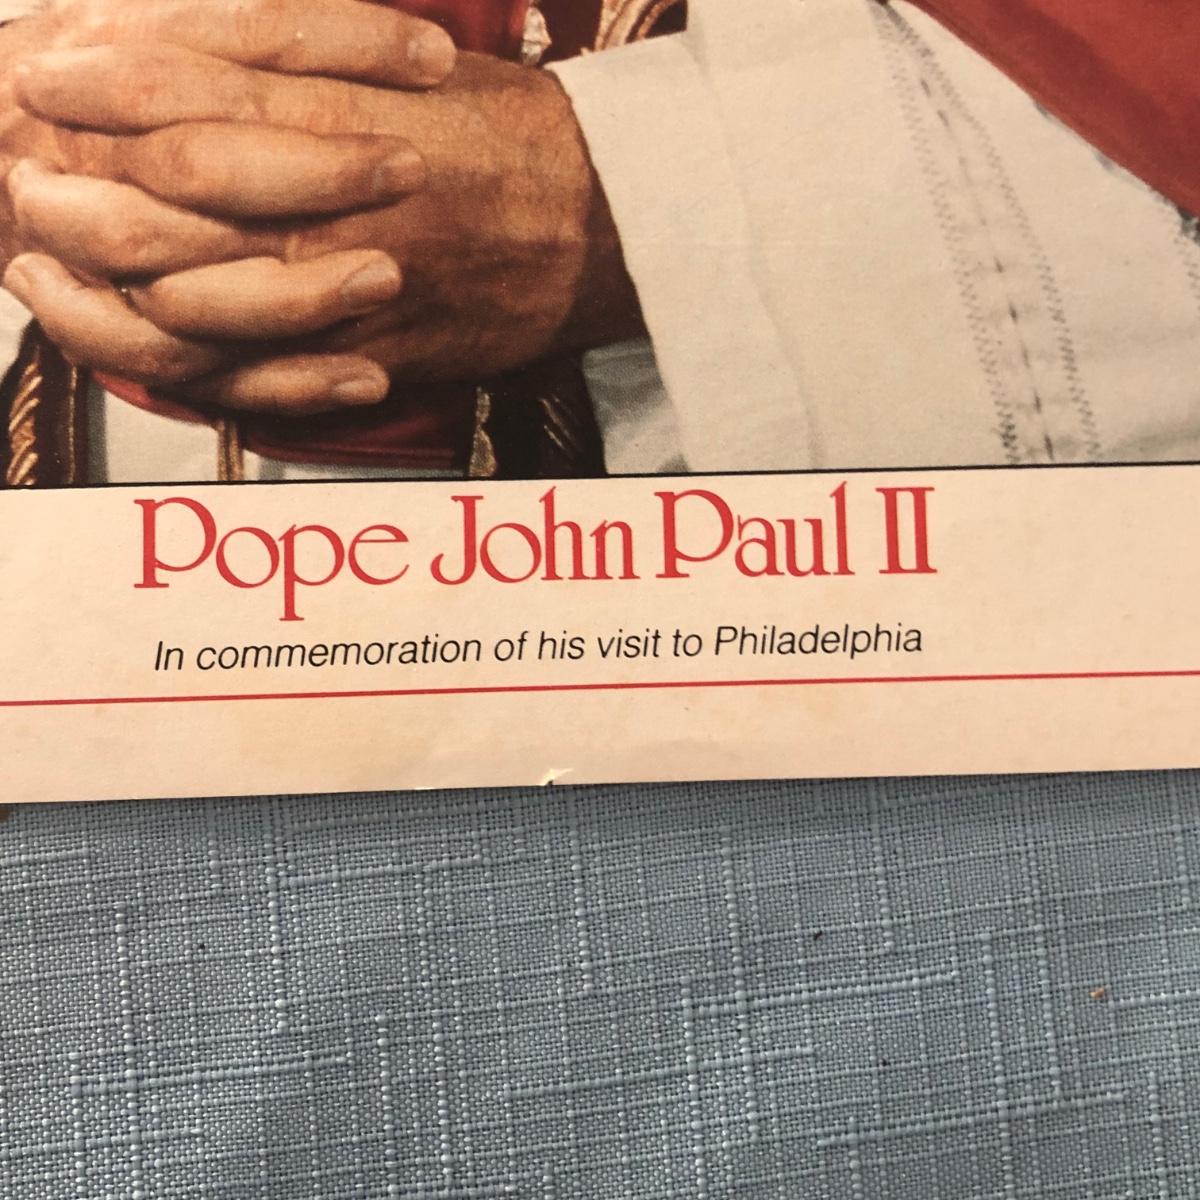 Pope John Paul II
In commemoration of his visit to Philadelphia